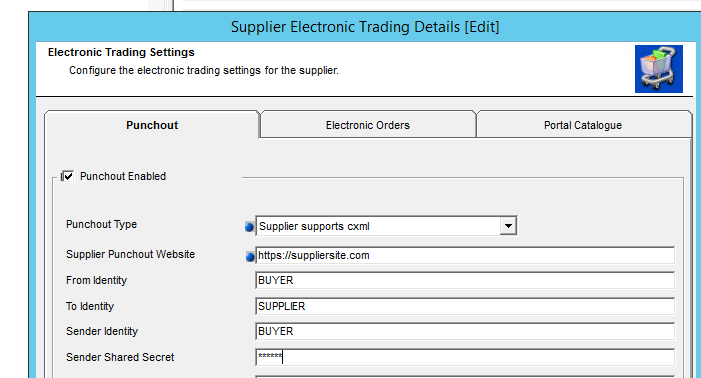 Supplier Electronic Trading Details [Edit]
Electronic Trading Settings
Configure the electronic trading settings for the supplier.
Punchout
Electronic Orders
Portal Catalogue
Punchout Enabled
Punchout Type
Supplier supports cxml
Supplier Punchout Website
https://suppliersite.com
From Identity
BUYER
To Identity
SUPPLIER
Sender Identity
BUYER
Sender Shared Secret
******